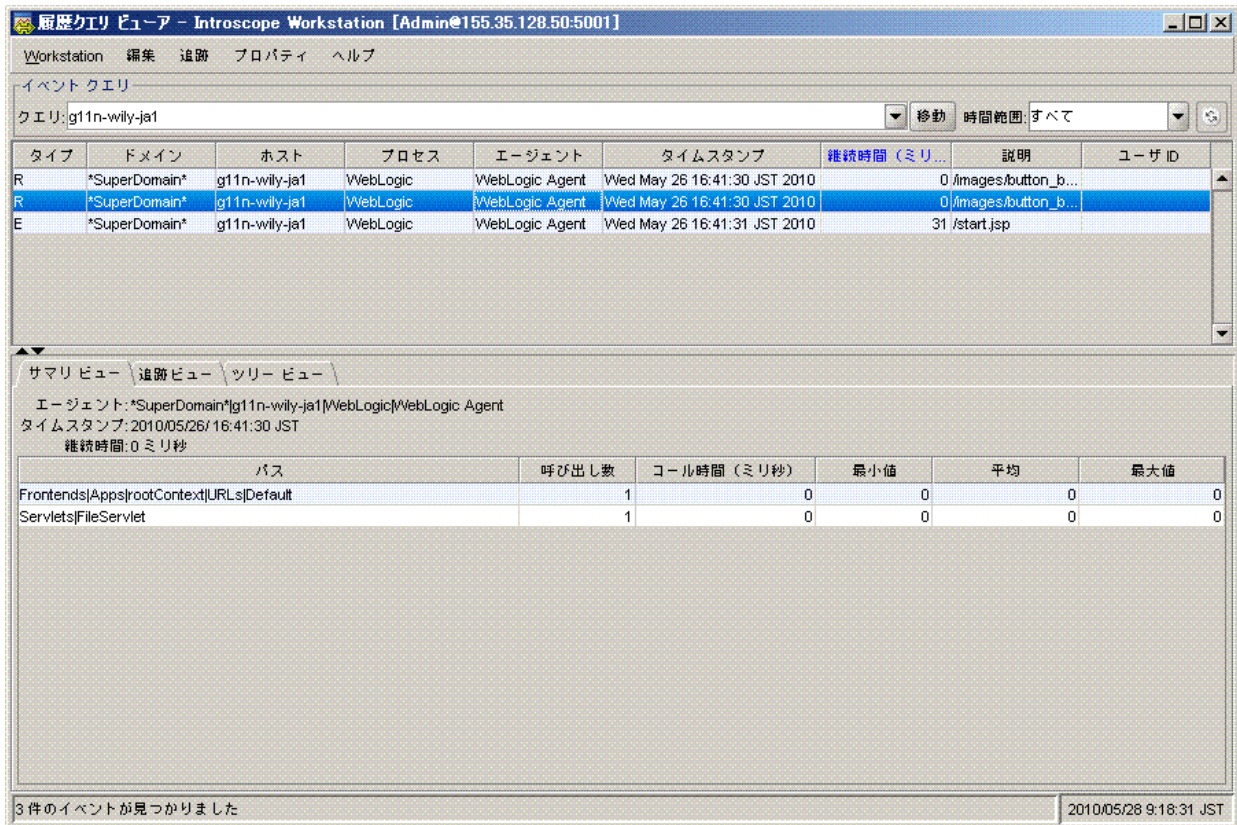 履歴クエリ ビューア - Introscope Workstation [Admin@155.35.128.50:5001]
Workstation 編集 追跡 プロパティ ヘルプ
イベント クエリ
クエリ: g11n-wily-ja1 移動 時間範囲: すべて
タイプ ドメイン ホスト プロセス エージェント タイムスタンプ 継続時間 (ミリ... 説明 ユーザ ID
R *SuperDomain* g11n-wily-ja1 WebLogic WebLogic Agent Wed May 26 16:41:30 JST 2010 0 /images/button_b...
R *SuperDomain* g11n-wily-ja1 WebLogic WebLogic Agent Wed May 26 16:41:30 JST 2010 0 /images/button_b...
E *SuperDomain* g11n-wily-ja1 WebLogic WebLogic Agent Wed May 26 16:41:31 JST 2010 31 /start.jsp
サマリ ビュー 追跡ビュー ツリー ビュー
エージェント:*SuperDomain*|g11n-wily-ja1|WebLogic|WebLogic Agent
タイムスタンプ:2010/05/26/ 16:41:30 JST
継続時間:0 ミリ秒
パス 呼び出し数 コール時間 (ミリ秒) 最小値 平均 最大値
Frontends|Apps|rootContext|URLs|Default 1 0 0 0 0
Servlets|FileServlet 1 0 0 0 0
3 件のイベントが見つかりました 2010/05/28 9:18:31 JST